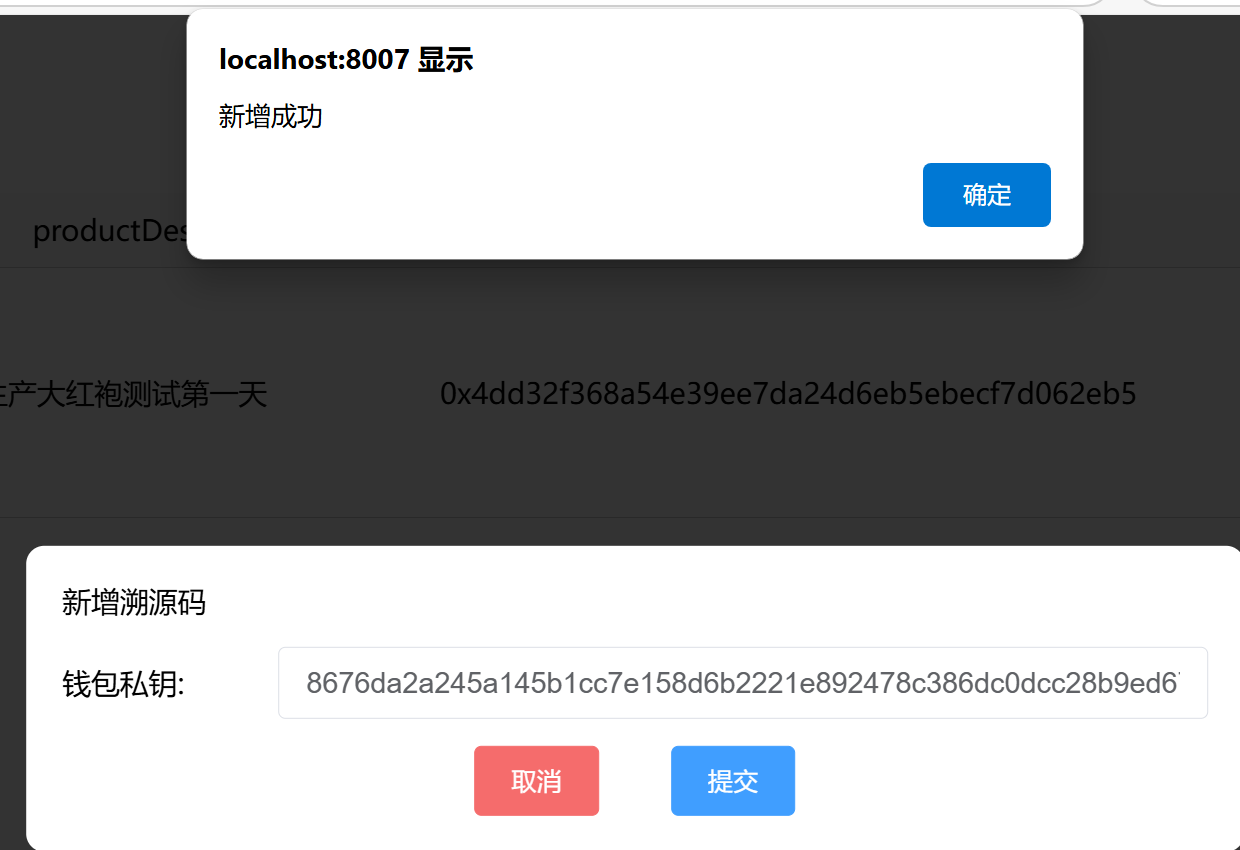 localhost:8007 显示
新增成功
确定
productDes
生产大红袍测试第一天
0x4dd32f368a54e39ee7da24d6eb5ebecf7d062eb5
新增溯源码
钱包私钥:
8676da2a245a145b1cc7e158d6b2221e892478c386dc0dcc28b9ed6
取消
提交